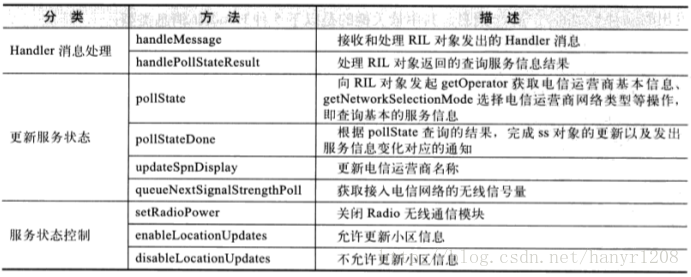 分 类 方 法 描 述
Handler 消息处理 handleMessage 接收和处理 RIL 对象发出的 Handler 消息
handlePollStateResult 处理 RIL 对象返回的查询服务信息结果
更新服务状态 pollState 向 RIL 对象发起 getOperator 获取电信运营商基本信息、
getNetworkSelectionMode 选择电信运营商网络类型等操作，
即查询基本的服务信息
pollStateDone 根据 pollState 查询的结果，完成 ss 对象的更新以及发出
服务信息变化对应的通知
updateSpnDisplay 更新电信运营商名称
queueNextSignalStrengthPoll 获取接入电信网络的无线信号量
服务状态控制 setRadioPower 关闭 Radio 无线通信模块
enableLocationUpdates 允许更新小区信息
disableLocationUpdates 不允许更新小区信息
blog.csdn.net/hanyr1208